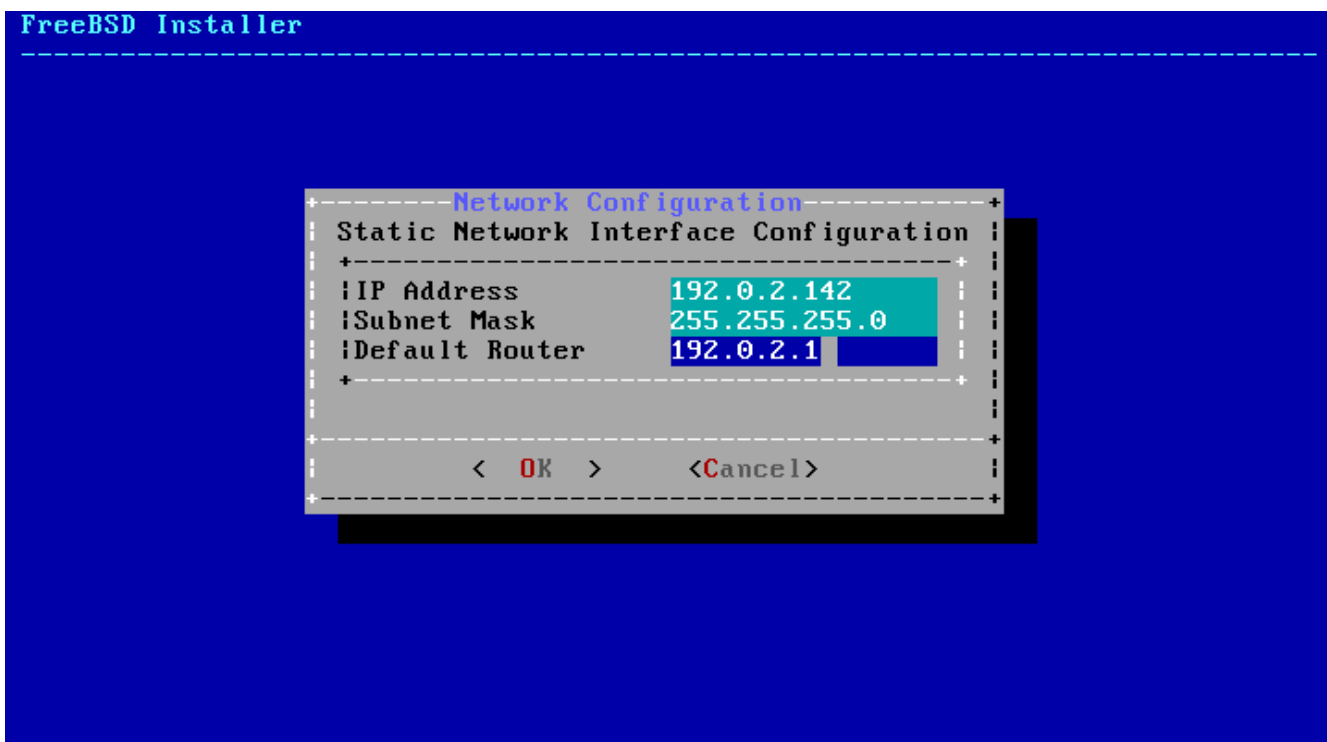 FreeBSD Installer
Network Configuration
Static Network Interface Configuration
IP Address 192.0.2.142
Subnet Mask 255.255.255.0
Default Router 192.0.2.1
< OK > <Cancel>